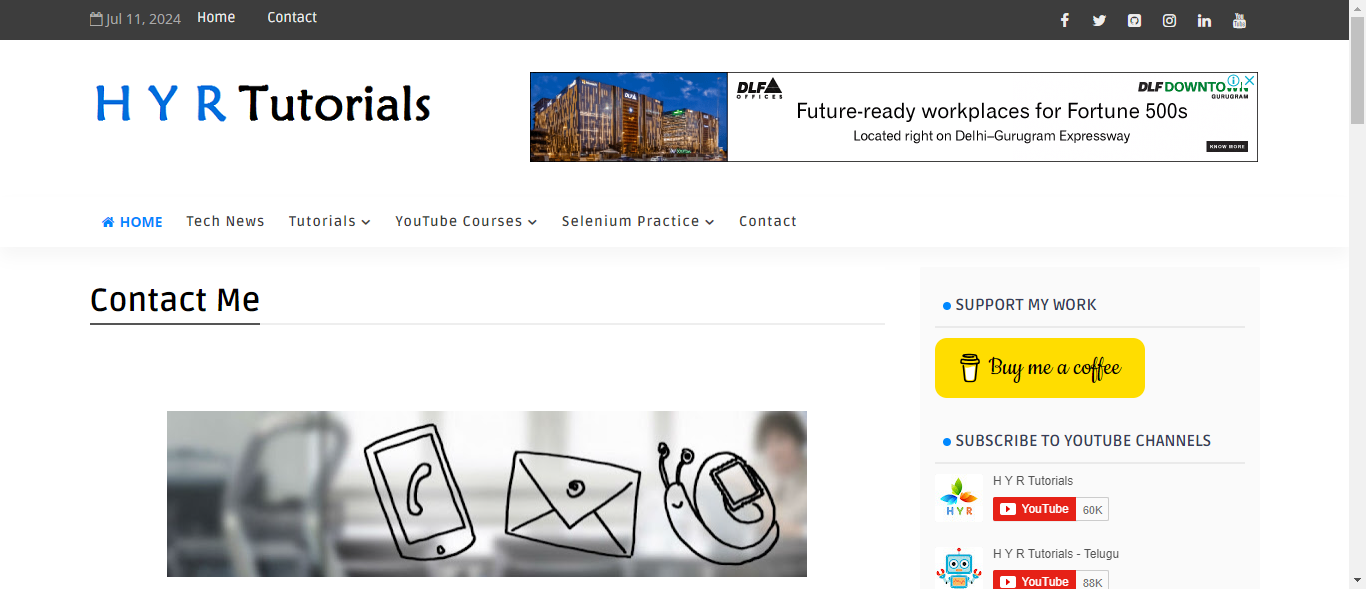 Jul 11, 2024 Home Contact
H Y R Tutorials
DLF
OFFICES
DLF DOWNTOWN
GURUGRAM
Future-ready workplaces for Fortune 500s
Located right on Delhi–Gurugram Expressway
KNOW MORE
HOME Tech News Tutorials YouTube Courses Selenium Practice Contact
Contact Me
SUPPORT MY WORK
Buy me a coffee
SUBSCRIBE TO YOUTUBE CHANNELS
H Y R
H Y R Tutorials
YouTube 60K
H Y R Tutorials - Telugu
YouTube 88K